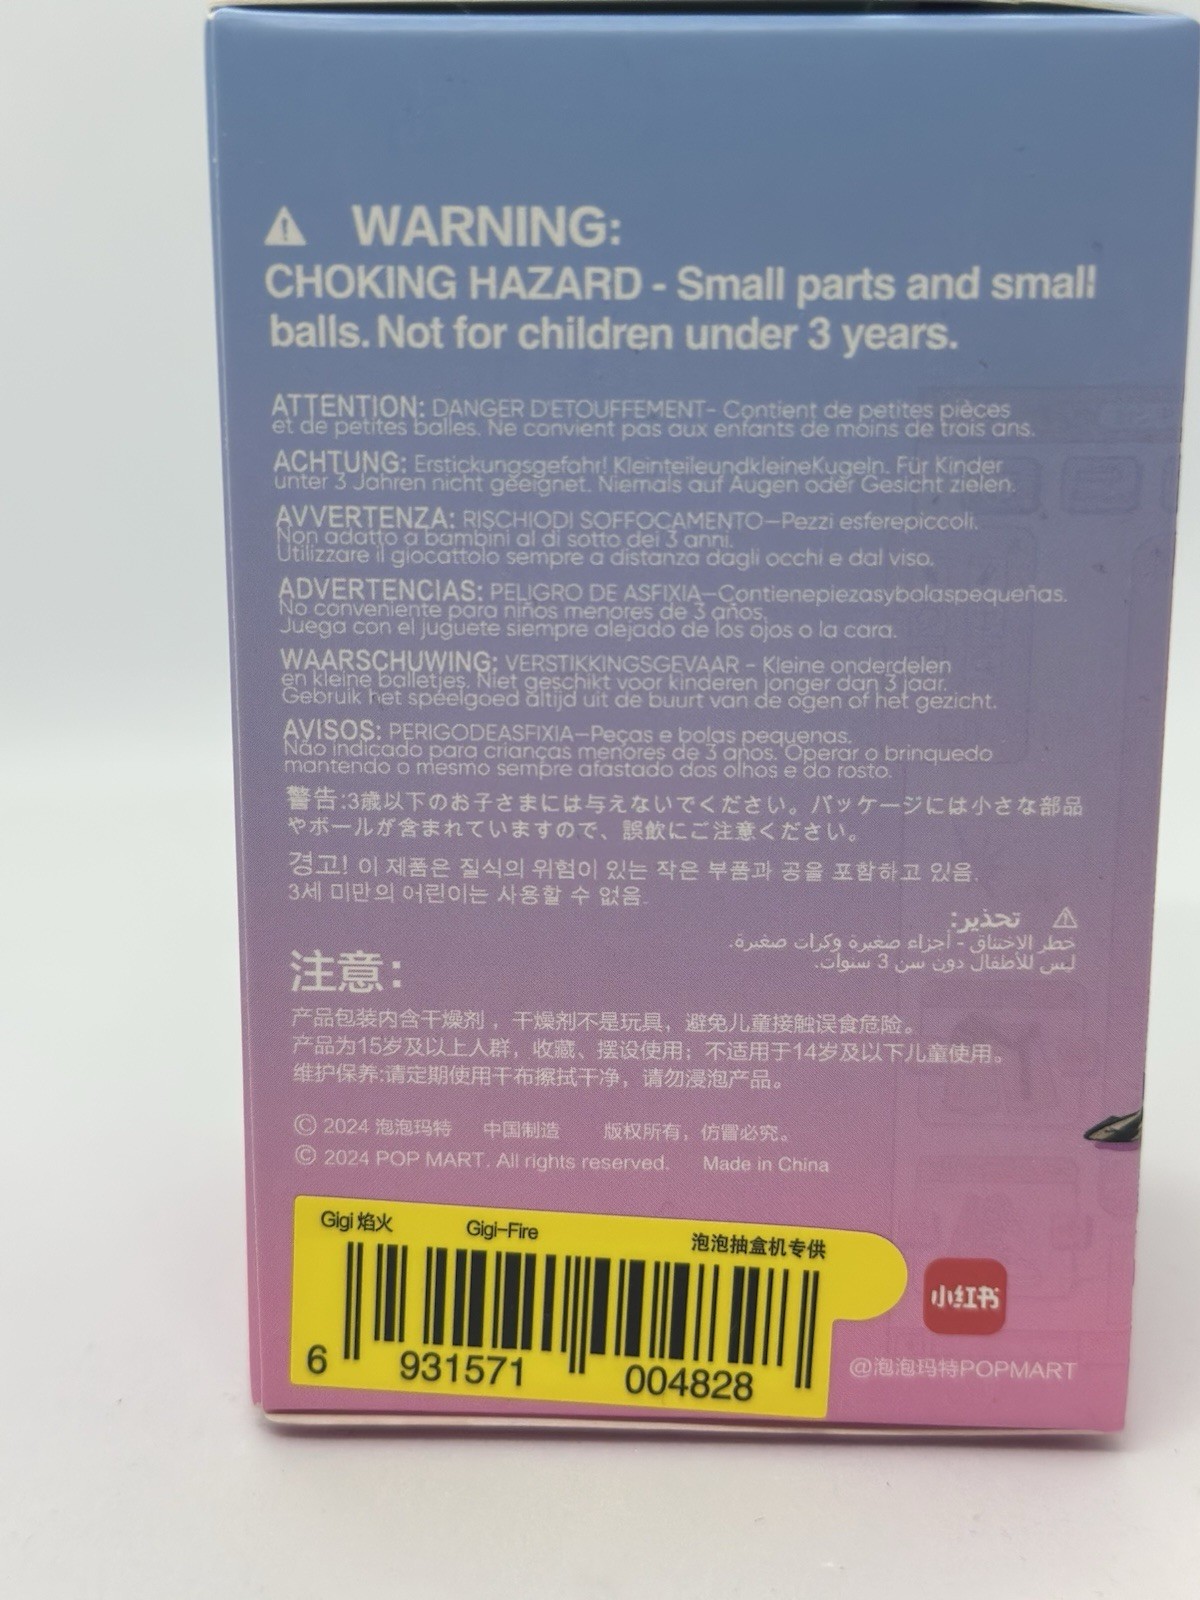 WARNING:
CHOKING HAZARD - Small parts and small
balls. Not for children under 3 years.
ATTENTION: DANGER D'ETOUFFEMENT- Contient de petites pièces
et de petites balles. Ne convient pas aux enfants de moins de trois ans.
ACHTUNG: Erstickungsgefahr! KleinteileundkleineKugeln. Für Kinder
unter 3 Jahren nicht geeignet. Niemals auf Augen oder Gesicht zielen.
AVVERTENZA: RISCHIODI SOFFOCAMENTO—Pezzi esferepiccoli.
Non adatto a bambini al di sotto dei 3 anni.
Utilizzare il giocattolo sempre a distanza dagli occhi e dal viso.
ADVERTENCIAS: PELIGRO DE ASFIXIA—Contienepiezasybolaspequeñas.
No conveniente para niños menores de 3 años.
Juega con el juguete siempre alejado de los ojos o la cara.
WAARSCHUWING: VERSTIKKINGSGEVAAR - Kleine onderdelen
en kleine balletjes. Niet geschikt voor kinderen jonger dan 3 jaar.
Gebruik het speelgoed altijd uit de buurt van de ogen of het gezicht.
AVISOS: PERIGODEASFIXIA—Peças e bolas pequenas.
Não indicado para crianças menores de 3 anos. Operar o brinquedo
mantendo o mesmo sempre afastado dos olhos e do rosto.
警告:3歳以下のお子さまには与えないでください。パッケージには小さな部品
やボールが含まれていますので、誤飲にご注意ください。
경고! 이 제품은 질식의 위험이 있는 작은 부품과 공을 포함하고 있음.
3세 미만의 어린이는 사용할 수 없음.
تحذير:
خطر الاختناق - أجزاء صغيرة وكرات صغيرة.
ليس للأطفال دون سن 3 سنوات.
注意：
产品包装内含干燥剂，干燥剂不是玩具，避免儿童接触误食危险。
产品为15岁及以上人群，收藏、摆设使用；不适用于14岁及以下儿童使用。
维护保养:请定期使用干布擦拭干净，请勿浸泡产品。
© 2024 泡泡玛特 中国制造 版权所有，仿冒必究。
© 2024 POP MART. All rights reserved. Made in China
Gigi 焰火 Gigi-Fire 泡泡抽盒机专供
6 931571 004828
小红书
@泡泡玛特POPMART